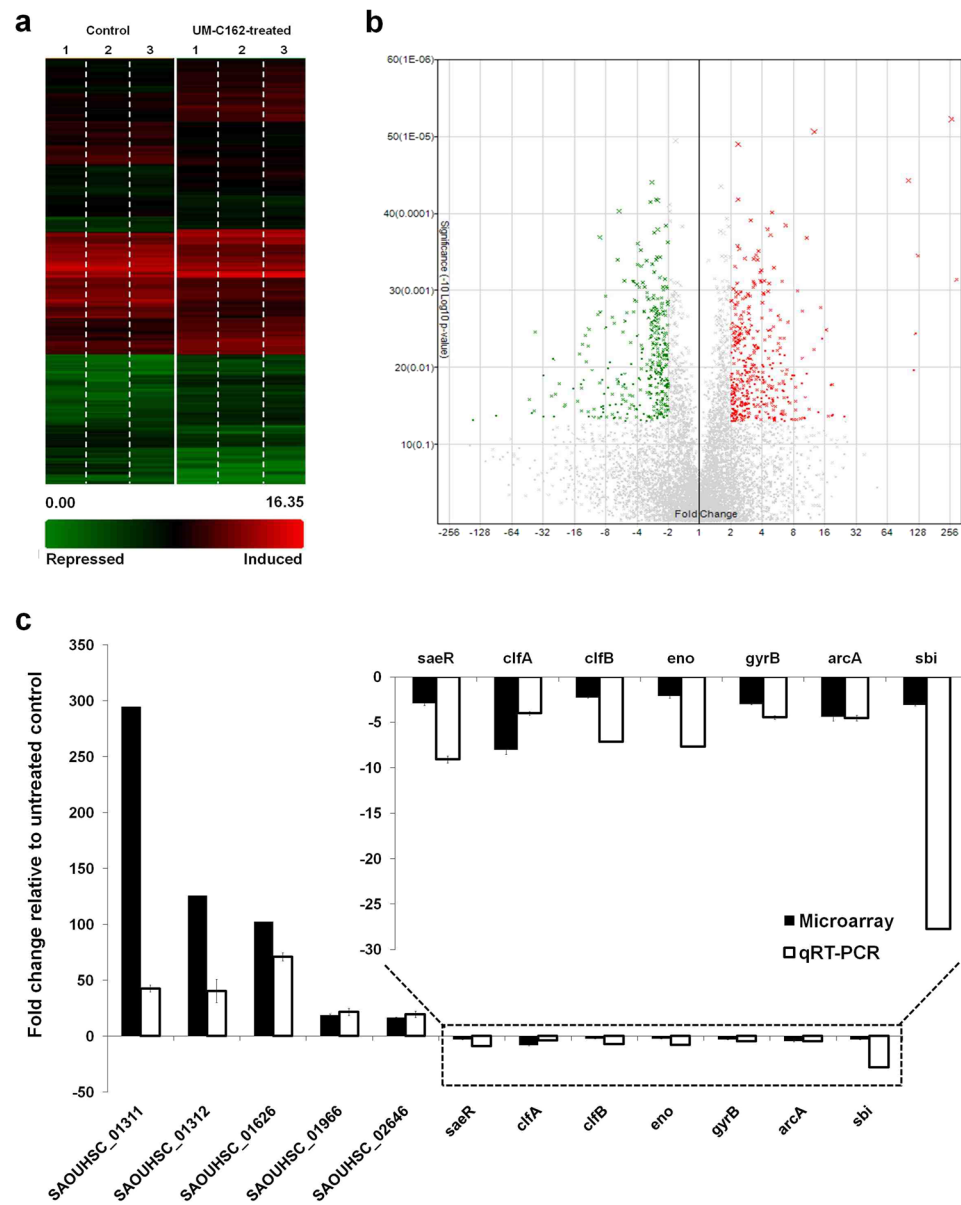 a
Control UM-C162-treated
1 2 3 1 2 3
0.00 16.35
Repressed Induced
b
60(1E-06)
50(1E-05)
40(0.0001)
30(0.001)
20(0.01)
10(0.1)
Significance (-10 Log10 p-value)
Fold Change
-256 -128 -64 -32 -16 -8 -4 -2 1 2 4 8 16 32 64 128 256
c
Fold change relative to untreated control
350
300
250
200
150
100
50
0
-50
saeR clfA clfB eno gyrB arcA sbi
0
-5
-10
-15
-20
-25
-30
Microarray
qRT-PCR
SAOUHSC_01311
SAOUHSC_01312
SAOUHSC_01626
SAOUHSC_01966
SAOUHSC_02646
saeR
clfA
clfB
eno
gyrB
arcA
sbi